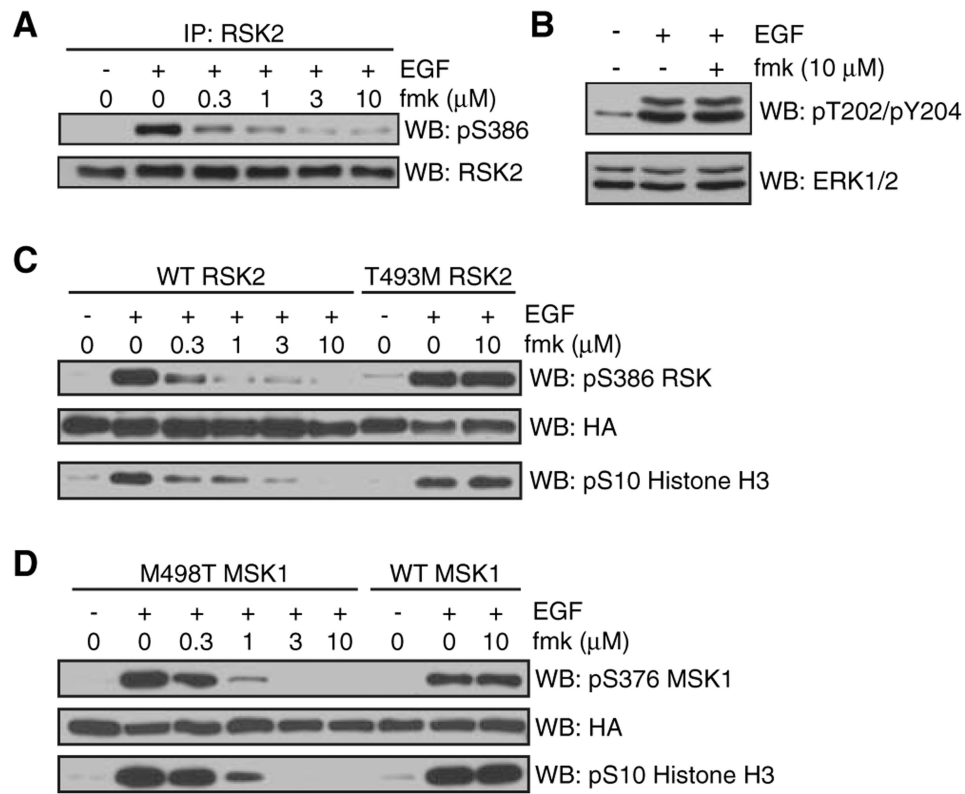 A
IP: RSK2
- + + + + + EGF
0 0 0.3 1 3 10 fmk (µM)
WB: pS386
WB: RSK2
B
- + + EGF
- - + fmk (10 µM)
WB: pT202/pY204
WB: ERK1/2
C
WT RSK2 T493M RSK2
- + + + + + - + + EGF
0 0 0.3 1 3 10 0 0 10 fmk (µM)
WB: pS386 RSK
WB: HA
WB: pS10 Histone H3
D
M498T MSK1 WT MSK1
- + + + + + - + + EGF
0 0 0.3 1 3 10 0 0 10 fmk (µM)
WB: pS376 MSK1
WB: HA
WB: pS10 Histone H3